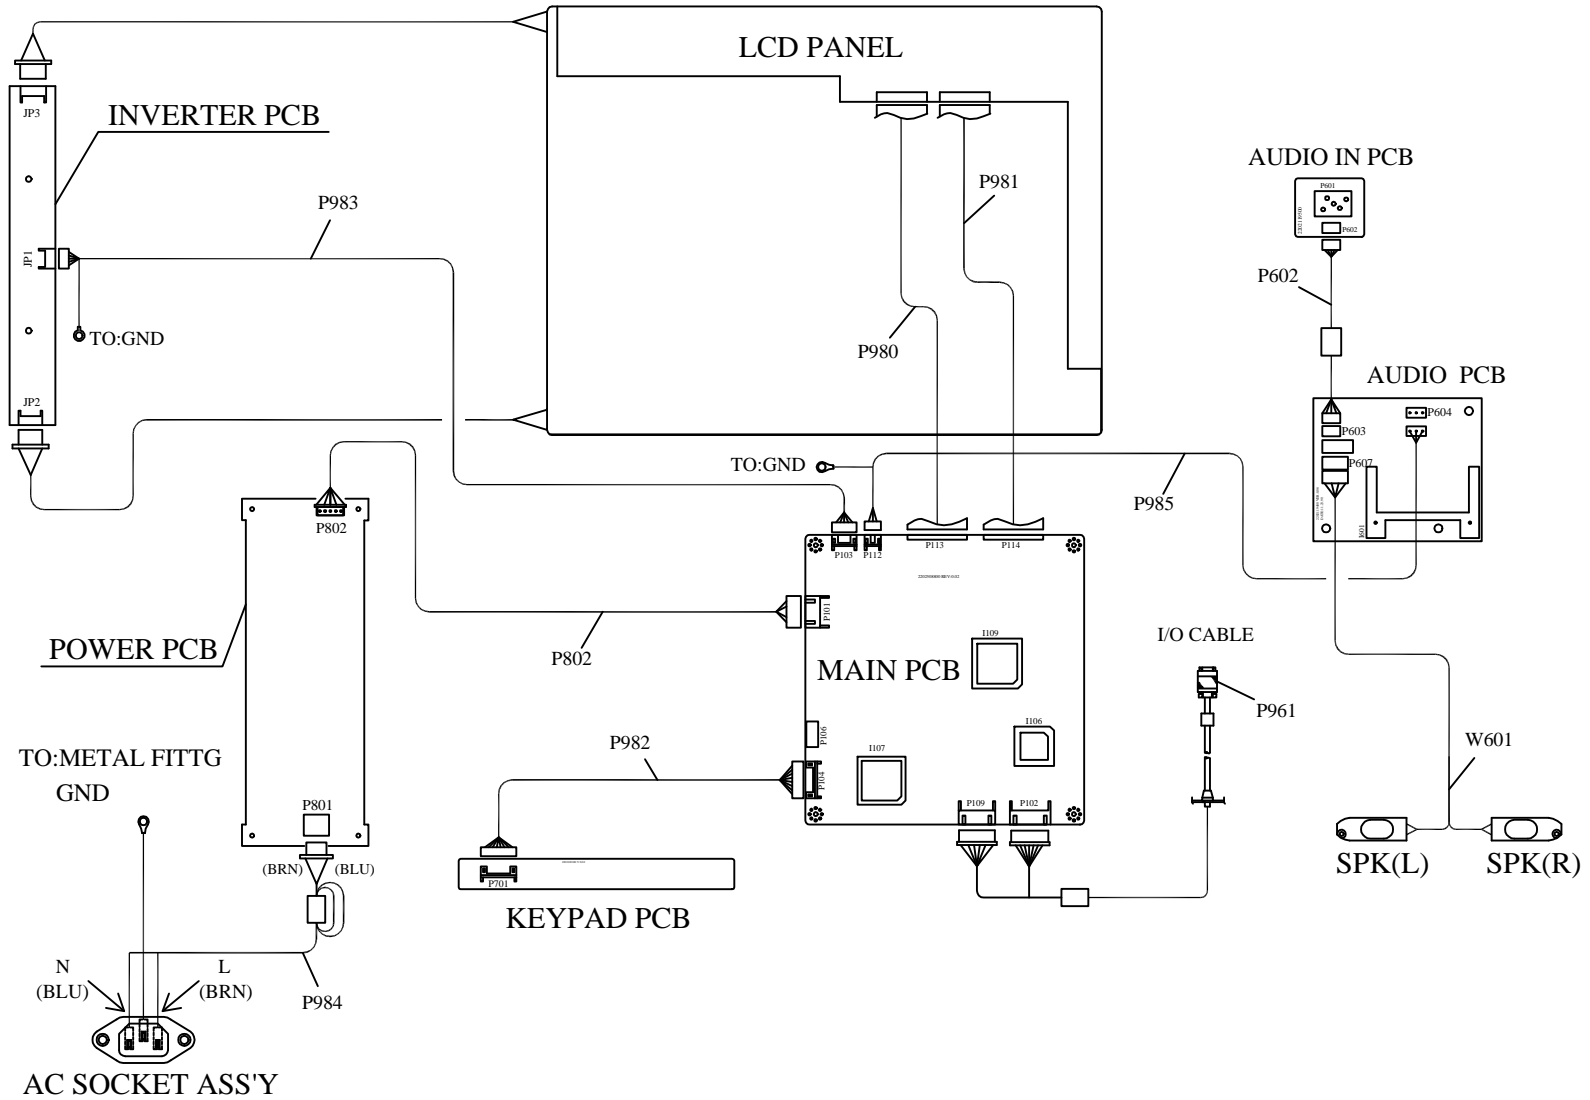 LCD PANEL
JP3
INVERTER PCB
AUDIO IN PCB
P981
P601
P983
P602
JP1
P602
TO:GND
P980
AUDIO PCB
JP2
P604
P603
TO:GND
P607
P985
P802
I601
P103
P112
P113
P114
P101
I109
I/O CABLE
POWER PCB
P802
MAIN PCB
P961
I106
P106
P982
I107
W601
TO:METAL FITTG
GND
P104
P801
P109
P102
(BRN)
(BLU)
SPK(L)
SPK(R)
P701
KEYPAD PCB
N
(BLU)
L
(BRN)
P984
AC SOCKET ASS'Y